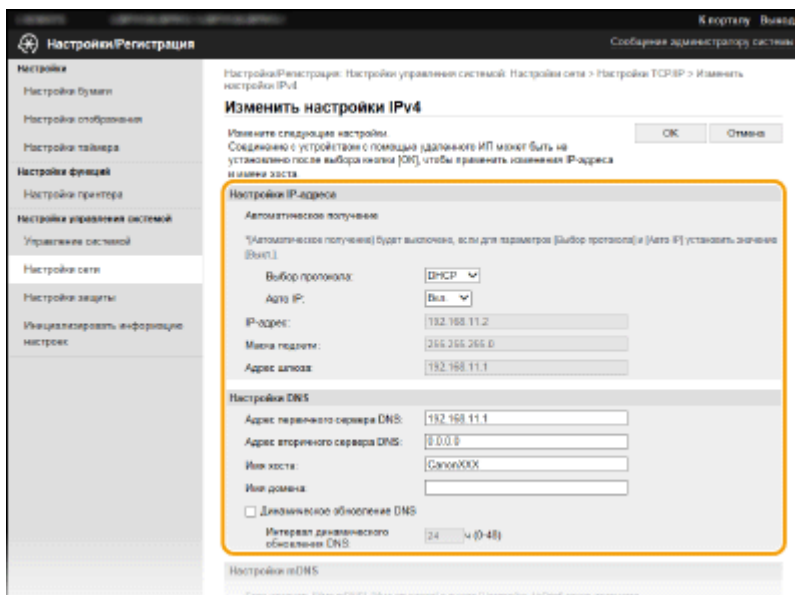 К порталу Выход
Настройки/Регистрация
Сообщение администратору системы
Настройки
Настройки бумаги
Настройки отображения
Настройки таймера
Настройки функций
Настройки принтера
Настройки управления системой
Управление системой
Настройки сети
Настройки защиты
Инициализировать информацию
настроек
Настройки/Регистрация: Настройки управления системой: Настройки сети > Настройки TCP/IP > Изменить
настройки IPv4
Изменить настройки IPv4
Измените следующие настройки.
Соединение с устройством с помощью удаленного ИП может быть не
установлено после выбора кнопки [OK], чтобы применить изменения IP-адреса
и имени хоста.
OK Отмена
Настройки IP-адреса
Автоматическое получение
*[Автоматическое получение] будет выключено, если для параметров [Выбор протокола] и [Авто IP] установить значение
[Выкл.].
Выбор протокола: DHCP
Авто IP: Вкл.
IP-адрес: 192.168.11.2
Маска подсети: 255.255.255.0
Адрес шлюза: 192.168.11.1
Настройки DNS
Адрес первичного сервера DNS: 192.168.11.1
Адрес вторичного сервера DNS: 0.0.0.0
Имя хоста: CanonXXX
Имя домена:
Динамическое обновление DNS
Интервал динамического
обновления DNS: 24 ч (0-48)
Настройки mDNS